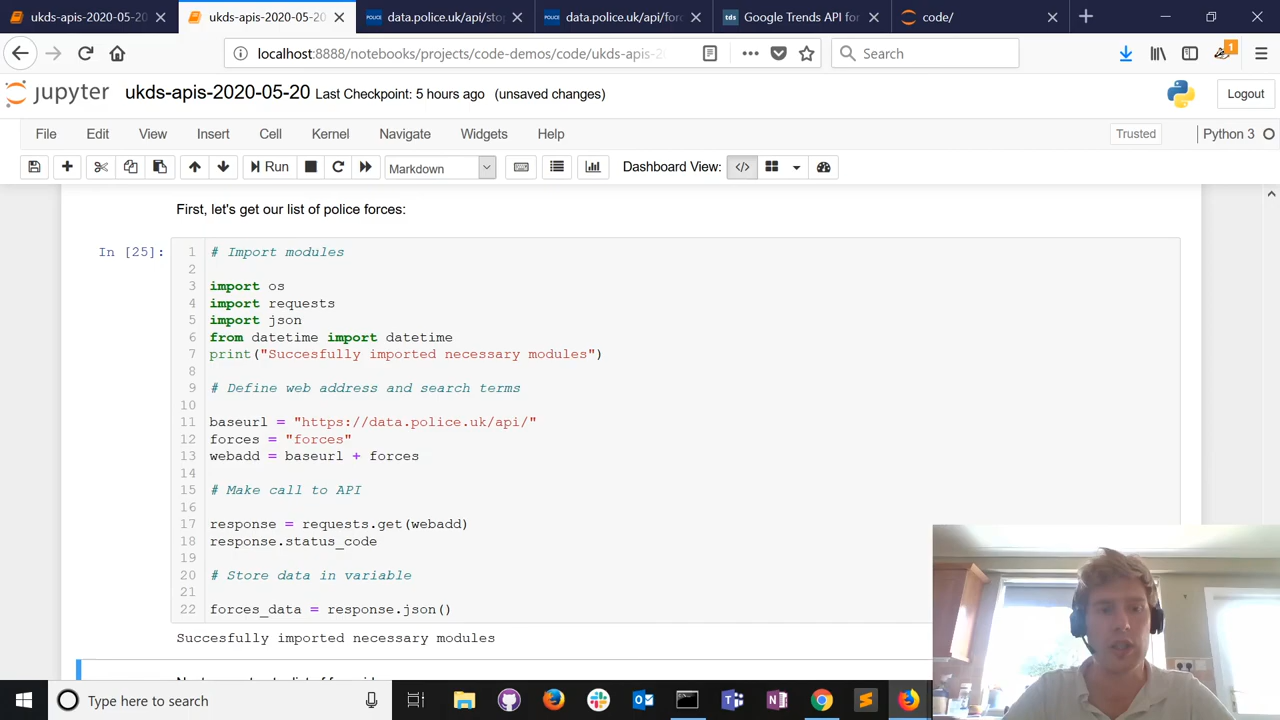 ukds-apis-2020-05-20
ukds-apis-2020-05-20
data.police.uk/api/stop
data.police.uk/api/forc
Google Trends API for
code/
localhost:8888/notebooks/projects/code-demos/code/ukds-apis-2
Search
1
jupyter
ukds-apis-2020-05-20 Last Checkpoint: 5 hours ago (unsaved changes)
Logout
File Edit View Insert Cell Kernel Navigate Widgets Help
Trusted
Python 3
Run
Markdown
Dashboard View:
First, let's get our list of police forces:
In [25]:
1 # Import modules
2
3 import os
4 import requests
5 import json
6 from datetime import datetime
7 print("Succesfully imported necessary modules")
8
9 # Define web address and search terms
10
11 baseurl = "https://data.police.uk/api/"
12 forces = "forces"
13 webadd = baseurl + forces
14
15 # Make call to API
16
17 response = requests.get(webadd)
18 response.status_code
19
20 # Store data in variable
21
22 forces_data = response.json()
Succesfully imported necessary modules
Type here to search